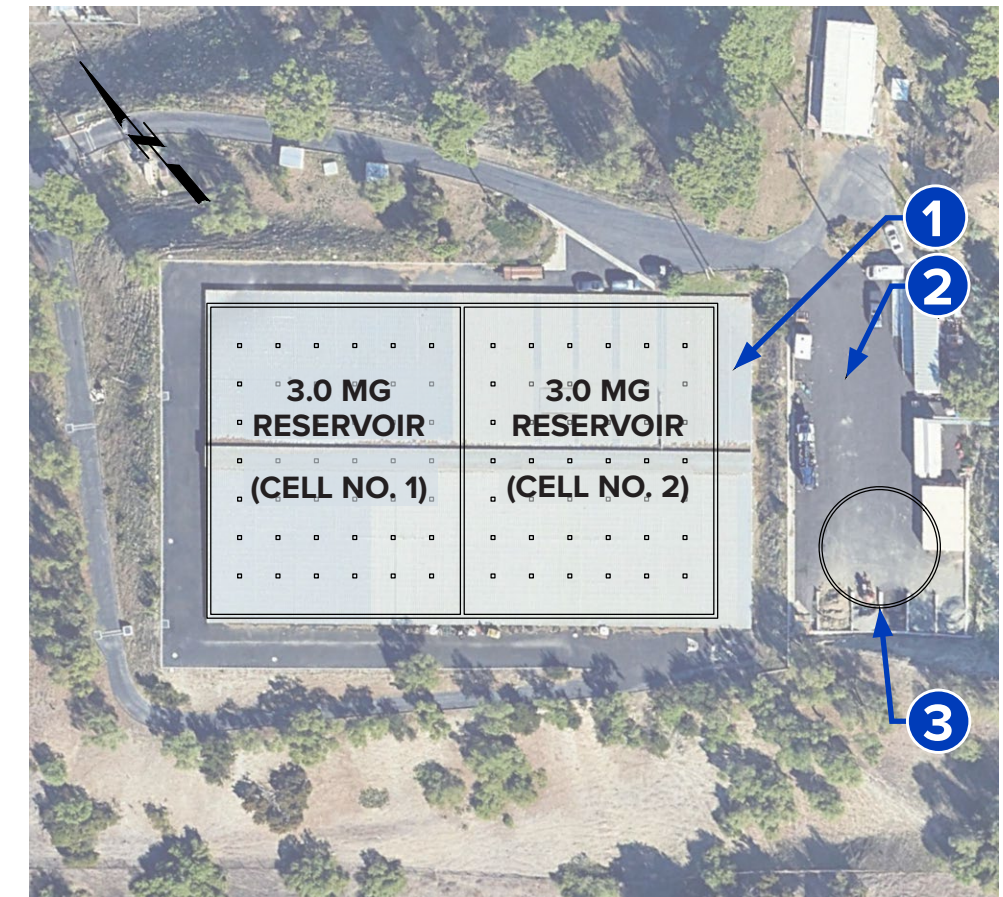 1
2
3.0 MG
RESERVOIR
(CELL NO. 1)
3.0 MG
RESERVOIR
(CELL NO. 2)
3